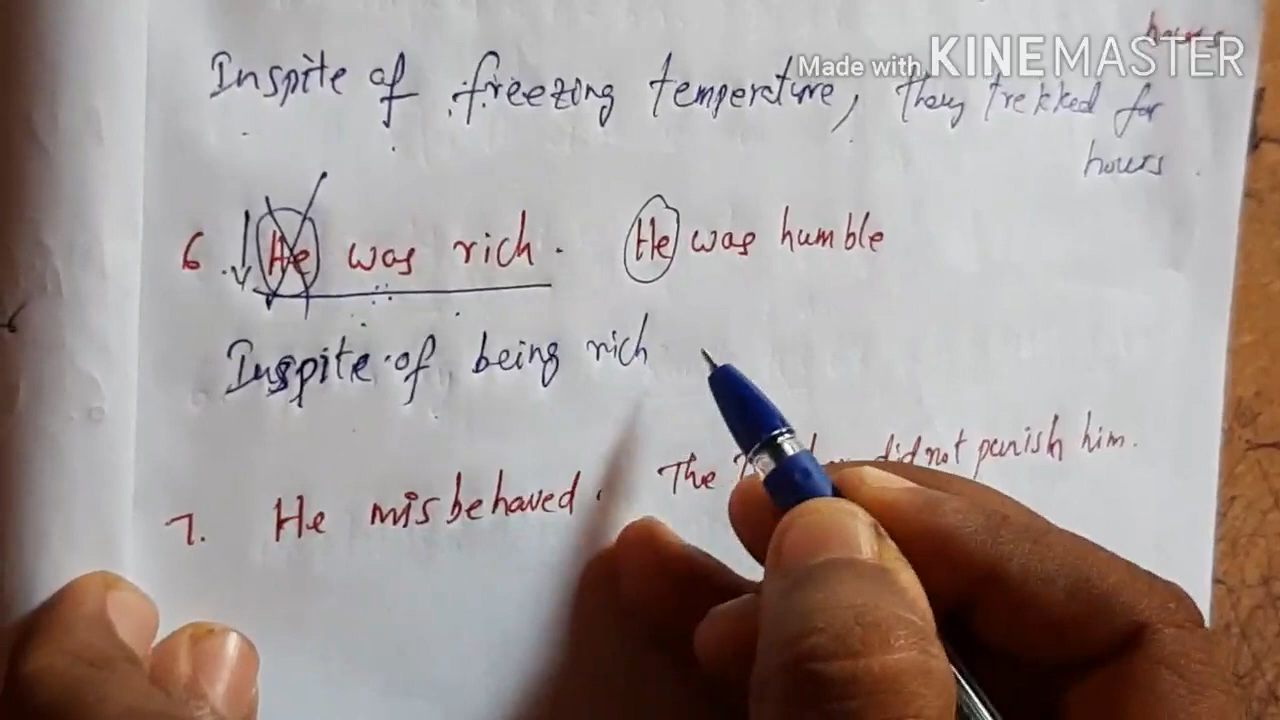 hours
Made with KINEMASTER
Inspite of freezing temperature, They trekked for
hours.
6. He was rich. He was humble
Inspite of being rich
7. He misbehaved. The did not punish him.